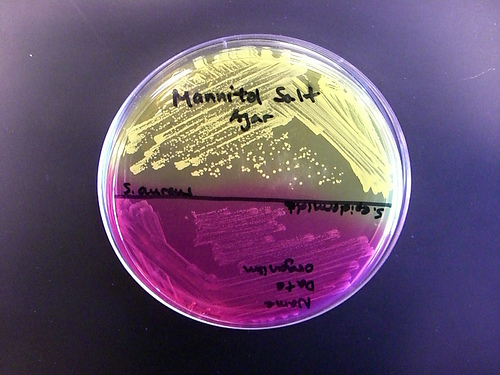 Mannitol Salt
Agar
S. aureus
S. epidermidis
Name
Date
Organism